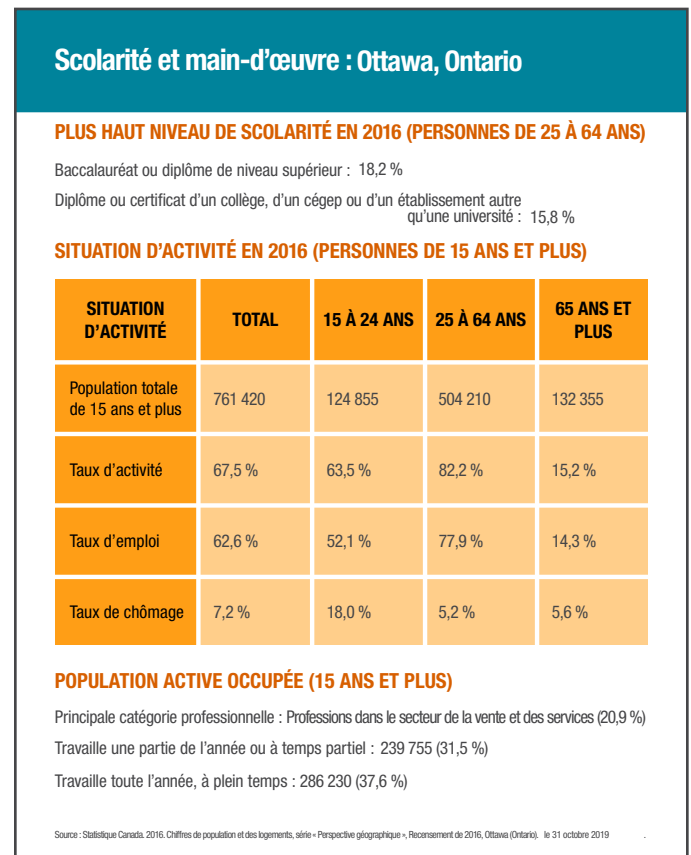 Scolarité et main-d’œuvre : Ottawa, Ontario
PLUS HAUT NIVEAU DE SCOLARITÉ EN 2016 (PERSONNES DE 25 À 64 ANS)
Baccalauréat ou diplôme de niveau supérieur : 18,2 %
Diplôme ou certificat d’un collège, d’un cégep ou d’un établissement autre
qu’une université : 15,8 %
SITUATION D’ACTIVITÉ EN 2016 (PERSONNES DE 15 ANS ET PLUS)
SITUATION D’ACTIVITÉ TOTAL 15 À 24 ANS 25 À 64 ANS 65 ANS ET PLUS
Population totale de 15 ans et plus 761 420 124 855 504 210 132 355
Taux d’activité 67,5 % 63,5 % 82,2 % 15,2 %
Taux d’emploi 62,6 % 52,1 % 77,9 % 14,3 %
Taux de chômage 7,2 % 18,0 % 5,2 % 5,6 %
POPULATION ACTIVE OCCUPÉE (15 ANS ET PLUS)
Principale catégorie professionnelle : Professions dans le secteur de la vente et des services (20,9 %)
Travaille une partie de l’année ou à temps partiel : 239 755 (31,5 %)
Travaille toute l’année, à plein temps : 286 230 (37,6 %)
Source : Statistique Canada. 2016. Chiffres de population et des logements, série « Perspective géographique », Recensement de 2016, Ottawa (Ontario). le 31 octobre 2019 .